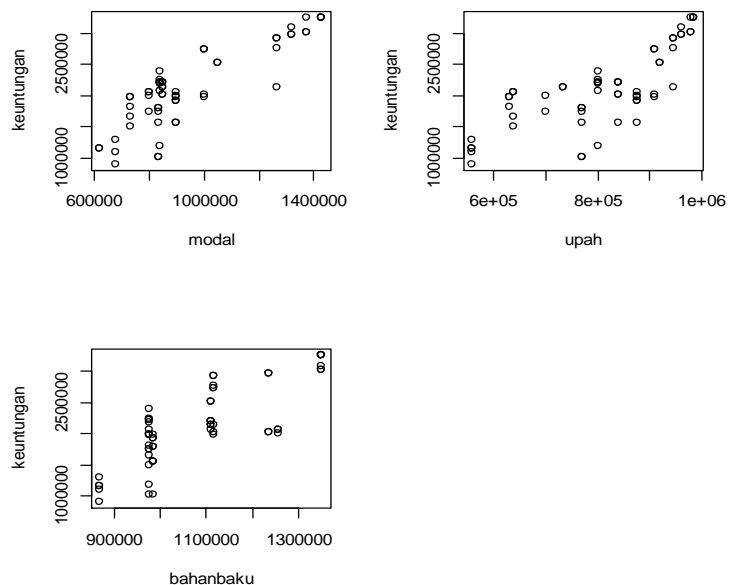 keuntungan
1000000 2500000
600000 1000000 1400000
modal
keuntungan
1000000 2500000
6e+05 8e+05 1e+06
upah
keuntungan
1000000 2500000
900000 1100000 1300000
bahanbaku